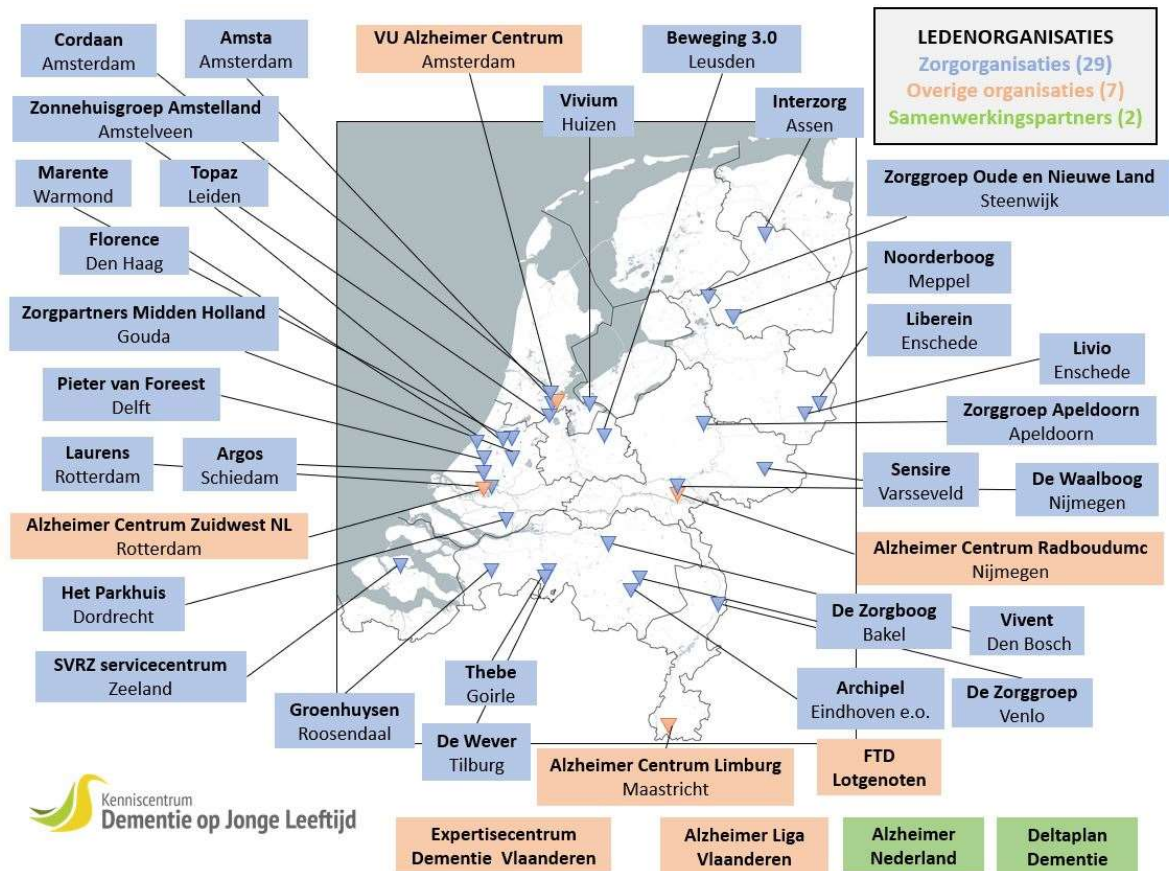 Cordaan
Amsterdam
Amsta
Amsterdam
VU Alzheimer Centrum
Amsterdam
Beweging 3.0
Leusden
LEDENORGANISATIES
Zorgorganisaties (29)
Overige organisaties (7)
Samenwerkingspartners (2)
Zonnehuisgroep Amstelland
Amstelveen
Vivium
Huizen
Interzorg
Assen
Marente
Warmond
Topaz
Leiden
Zorggroep Oude en Nieuwe Land
Steenwijk
Florence
Den Haag
Noorderboog
Meppel
Zorgpartners Midden Holland
Gouda
Liberein
Enschede
Livio
Enschede
Pieter van Foreest
Delft
Zorggroep Apeldoorn
Apeldoorn
Laurens
Rotterdam
Argos
Schiedam
Sensire
Varsseveld
De Waalboog
Nijmegen
Alzheimer Centrum Zuidwest NL
Rotterdam
Alzheimer Centrum Radboudumc
Nijmegen
Het Parkhuis
Dordrecht
De Zorgboog
Bakel
Vivent
Den Bosch
SVRZ servicecentrum
Zeeland
Thebe
Goirle
Archipel
Eindhoven e.o.
De Zorggroep
Venlo
Groenhuysen
Roosendaal
De Wever
Tilburg
Alzheimer Centrum Limburg
Maastricht
FTD
Lotgenoten
Kenniscentrum
Dementie op Jonge Leeftijd
Expertisecentrum
Dementie Vlaanderen
Alzheimer Liga
Vlaanderen
Alzheimer
Nederland
Deltaplan
Dementie